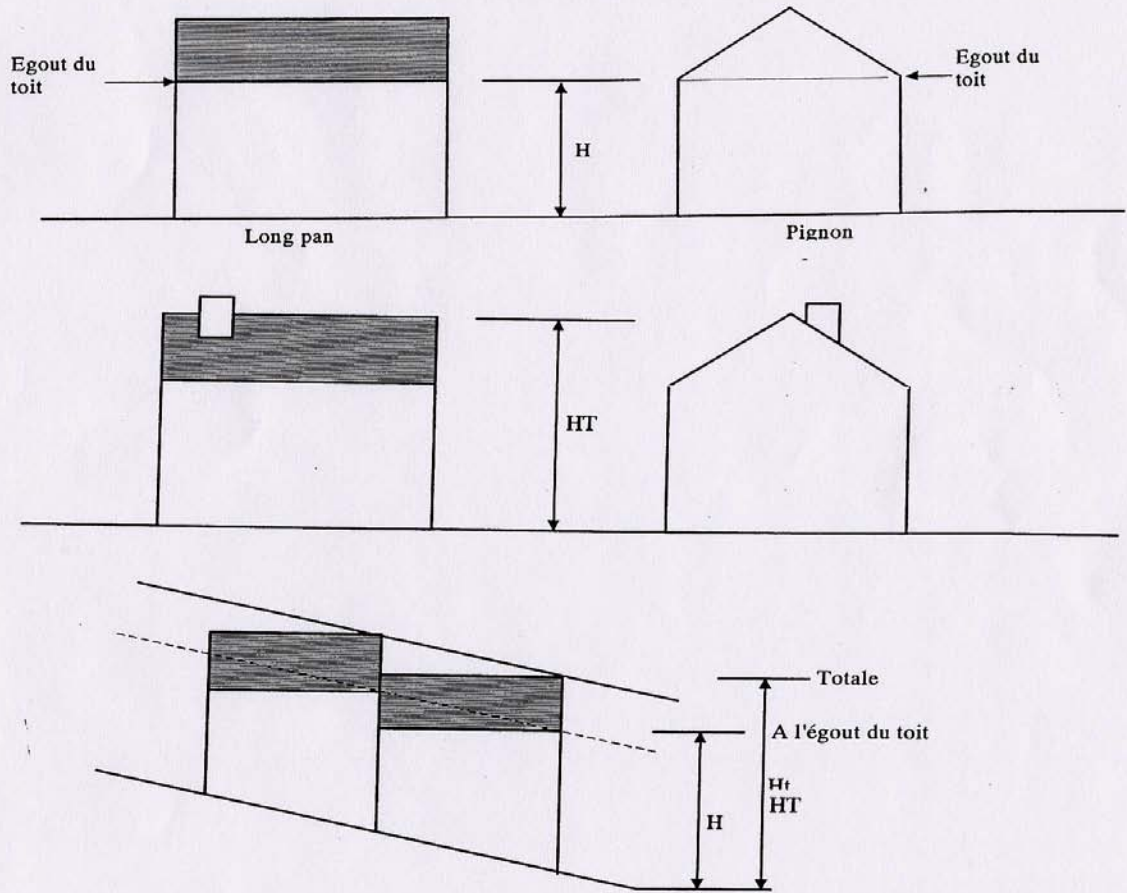 Egout du
toit
H
Egout du
toit
Long pan
Pignon
HT
Totale
A l'égout du toit
Ht
HT
H